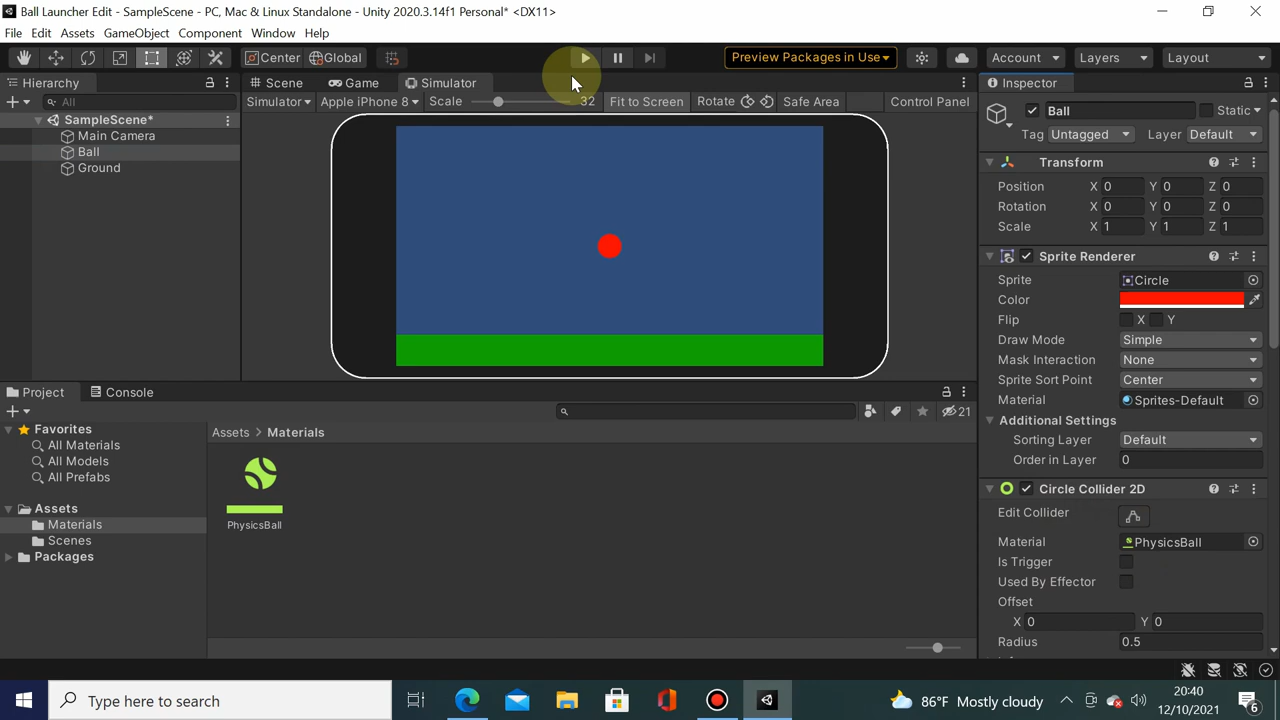 Ball Launcher Edit - SampleScene - PC, Mac & Linux Standalone - Unity 2020.3.14f1 Personal* <DX11>
File Edit Assets GameObject Component Window Help
Center Global Preview Packages in Use Account Layers Layout
Hierarchy
All
SampleScene*
Main Camera
Ball
Ground
Scene Game Simulator
Simulator Apple iPhone 8 Scale 32 Fit to Screen Rotate Safe Area Control Panel
Project Console
21
Favorites
All Materials
All Models
All Prefabs
Assets
Materials
Scenes
Packages
Assets > Materials
PhysicsBall
Inspector
Ball Static
Tag Untagged Layer Default
Transform
Position X 0 Y 0 Z 0
Rotation X 0 Y 0 Z 0
Scale X 1 Y 1 Z 1
Sprite Renderer
Sprite Circle
Color
Flip X Y
Draw Mode Simple
Mask Interaction None
Sprite Sort Point Center
Material Sprites-Default
Additional Settings
Sorting Layer Default
Order in Layer 0
Circle Collider 2D
Edit Collider
Material PhysicsBall
Is Trigger
Used By Effector
Offset
X 0 Y 0
Radius 0.5
Type here to search
86°F Mostly cloudy
20:40
12/10/2021
6